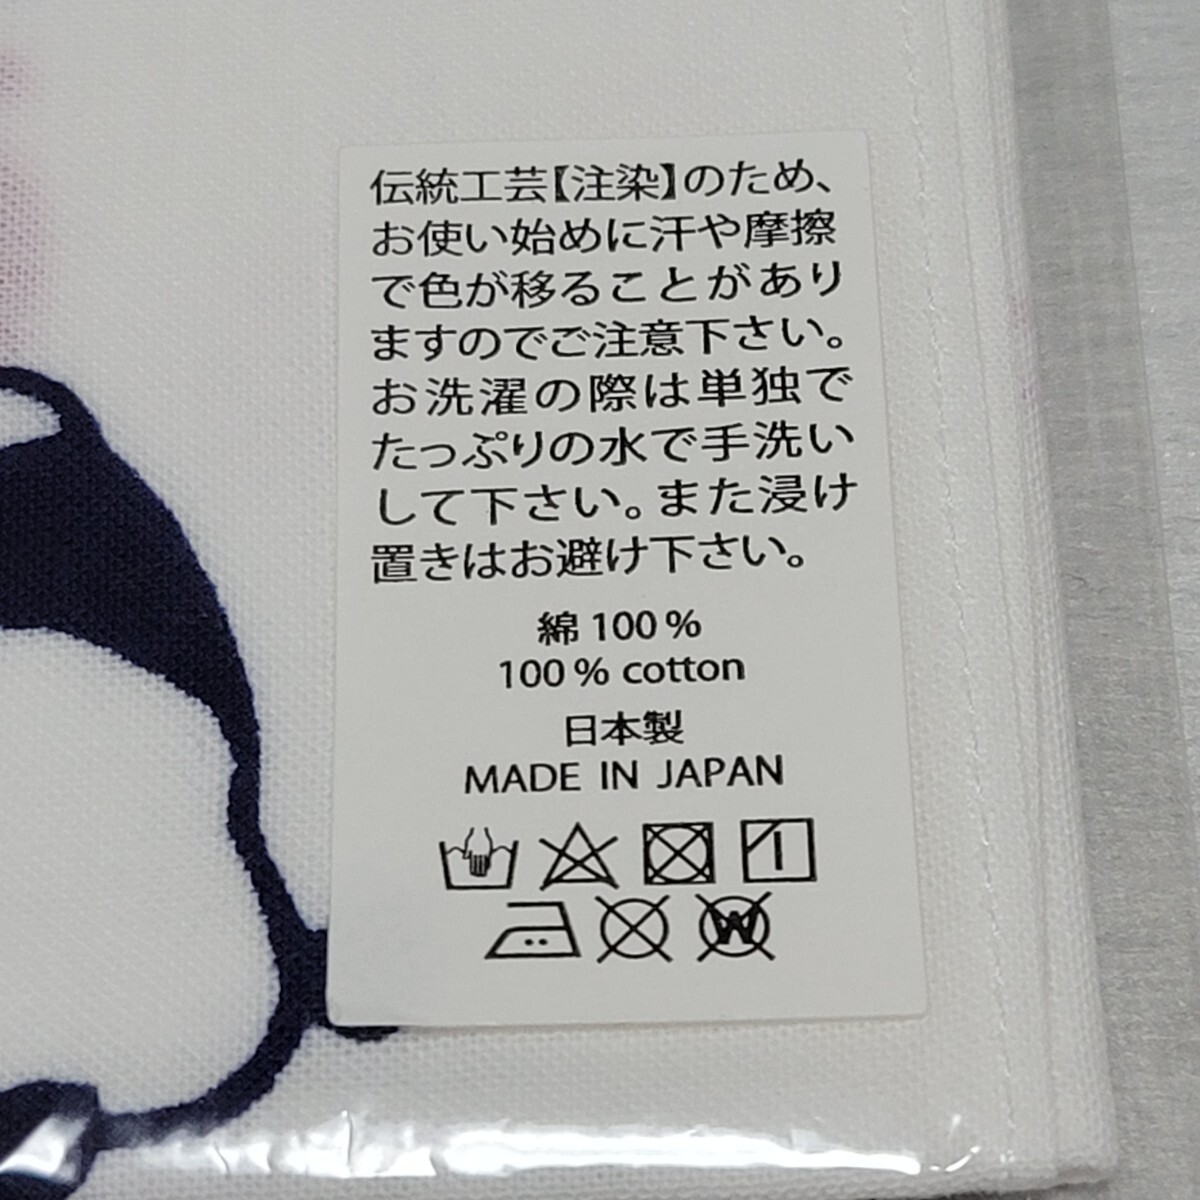 伝統工芸【注染】のため、
お使い始めに汗や摩擦
で色が移ることがあり
ますのでご注意下さい。
お洗濯の際は単独で
たっぷりの水で手洗い
して下さい。また浸け
置きはお避け下さい。
綿 100%
100% cotton
日本製
MADE IN JAPAN
W